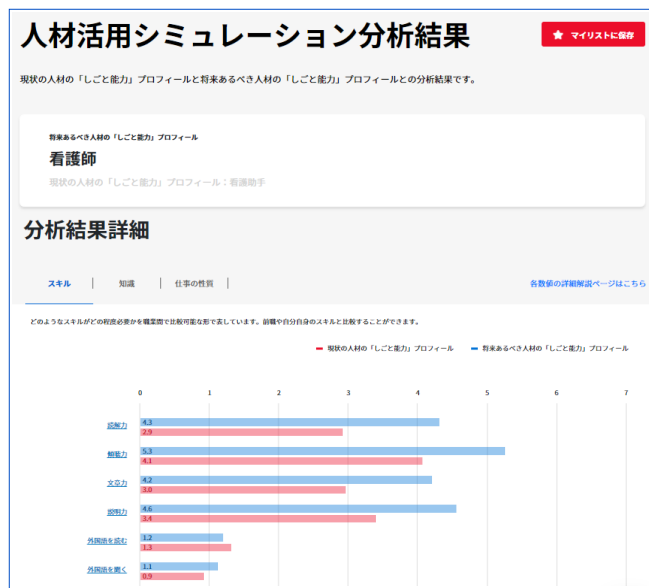 人材活用シミュレーション分析結果
★ マイリストに保存
現状の人材の「しごと能力」プロフィールと将来あるべき人材の「しごと能力」プロフィールとの分析結果です。
将来あるべき人材の「しごと能力」プロフィール
看護師
現状の人材の「しごと能力」プロフィール：看護助手
分析結果詳細
スキル | 知識 | 仕事の性質 |
各数値の詳細解説ページはこちら
どのようなスキルがどの程度必要かを職業間で比較可能な形で表しています。前職や自分自身のスキルと比較することができます。
現状の人材の「しごと能力」プロフィール 将来あるべき人材の「しごと能力」プロフィール
0 1 2 3 4 5 6 7
読解力 4.3
2.9
傾聴力 5.3
4.1
文章力 4.2
3.0
説明力 4.6
3.4
外国語を読む 1.2
1.3
外国語を聞く 1.1
0.9